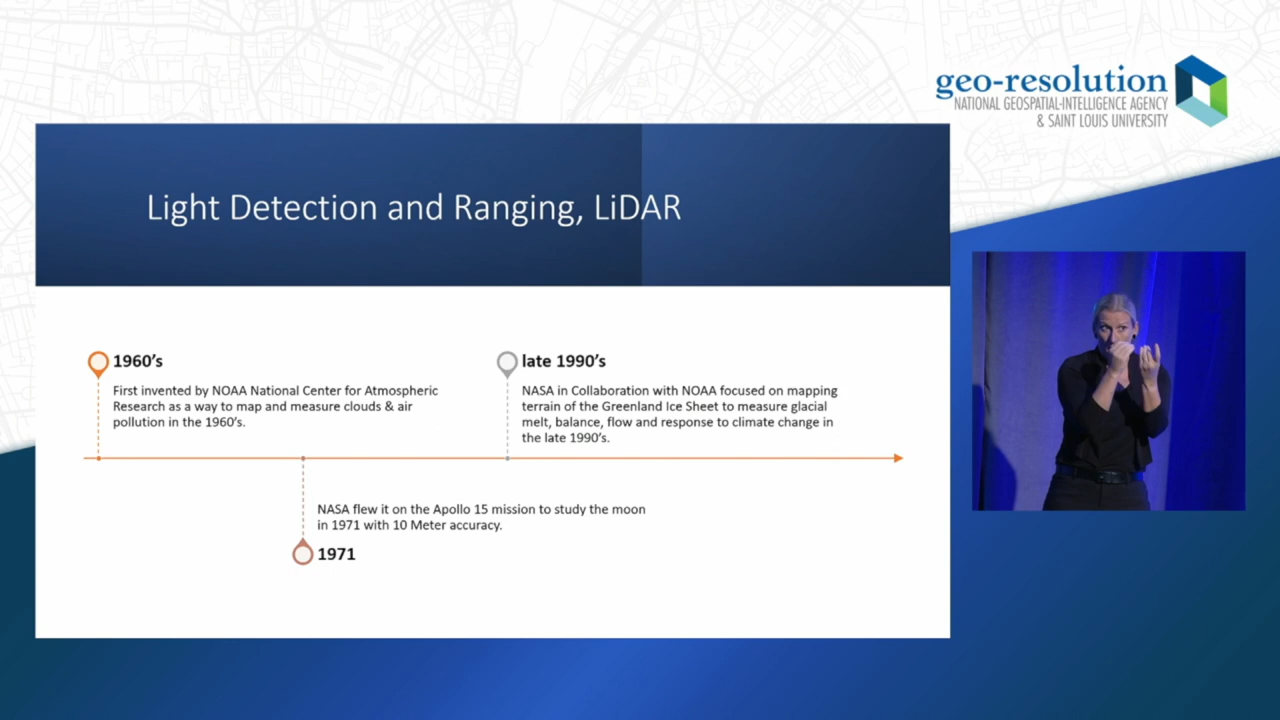 geo-resolution
NATIONAL GEOSPATIAL-INTELLIGENCE AGENCY
& SAINT LOUIS UNIVERSITY
Light Detection and Ranging, LiDAR
1960's
First invented by NOAA National Center for Atmospheric
Research as a way to map and measure clouds & air
pollution in the 1960's.
late 1990's
NASA in Collaboration with NOAA focused on mapping
terrain of the Greenland Ice Sheet to measure glacial
melt, balance, flow and response to climate change in
the late 1990's.
NASA flew it on the Apollo 15 mission to study the moon
in 1971 with 10 Meter accuracy.
1971